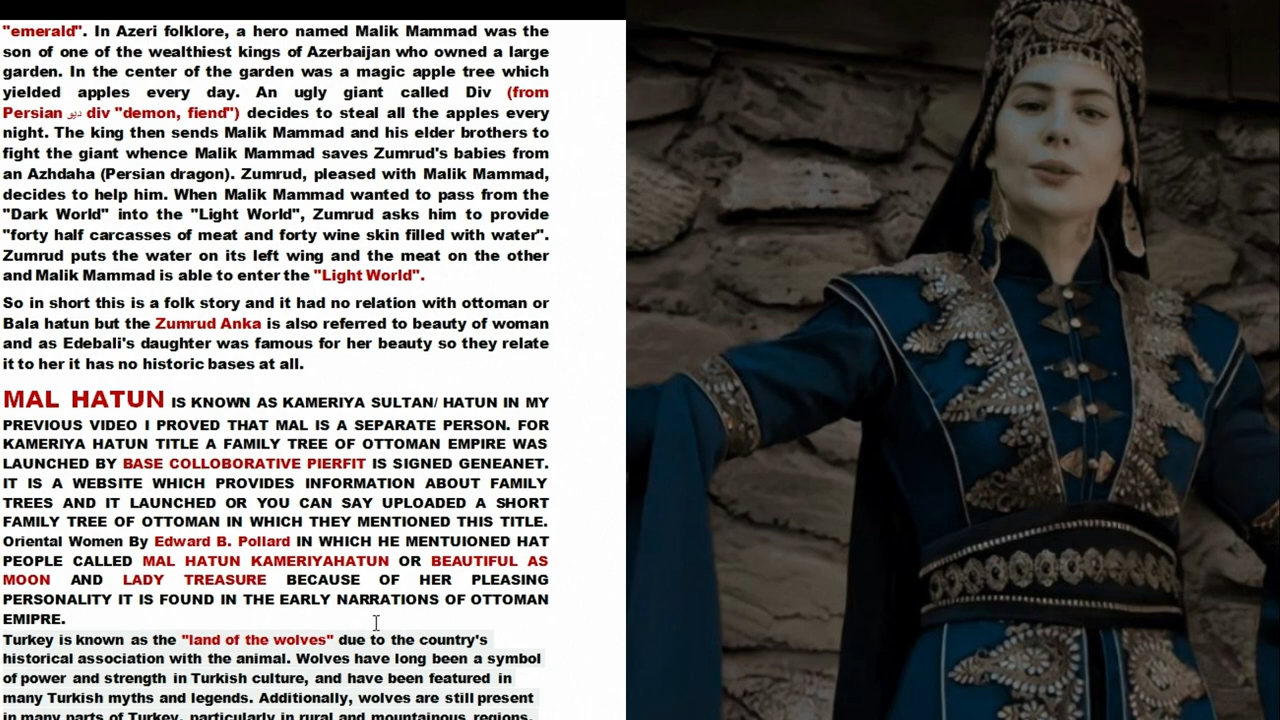 "emerald". In Azeri folklore, a hero named Malik Mammad was the
son of one of the wealthiest kings of Azerbaijan who owned a large
garden. In the center of the garden was a magic apple tree which
yielded apples every day. An ugly giant called Div (from
Persian دیو div "demon, fiend") decides to steal all the apples every
night. The king then sends Malik Mammad and his elder brothers to
fight the giant whence Malik Mammad saves Zumrud's babies from
an Azhdaha (Persian dragon). Zumrud, pleased with Malik Mammad,
decides to help him. When Malik Mammad wanted to pass from the
"Dark World" into the "Light World", Zumrud asks him to provide
"forty half carcasses of meat and forty wine skin filled with water".
Zumrud puts the water on its left wing and the meat on the other
and Malik Mammad is able to enter the "Light World".
So in short this is a folk story and it had no relation with ottoman or
Bala hatun but the Zumrud Anka is also referred to beauty of woman
and as Edebali's daughter was famous for her beauty so they relate
it to her it has no historic bases at all.
MAL HATUN IS KNOWN AS KAMERIYA SULTAN/ HATUN IN MY
PREVIOUS VIDEO I PROVED THAT MAL IS A SEPARATE PERSON. FOR
KAMERIYA HATUN TITLE A FAMILY TREE OF OTTOMAN EMPIRE WAS
LAUNCHED BY BASE COLLOBORATIVE PIERFIT IS SIGNED GENEANET.
IT IS A WEBSITE WHICH PROVIDES INFORMATION ABOUT FAMILY
TREES AND IT LAUNCHED OR YOU CAN SAY UPLOADED A SHORT
FAMILY TREE OF OTTOMAN IN WHICH THEY MENTIONED THIS TITLE.
Oriental Women By Edward B. Pollard IN WHICH HE MENTUIONED HAT
PEOPLE CALLED MAL HATUN KAMERIYAHATUN OR BEAUTIFUL AS
MOON AND LADY TREASURE BECAUSE OF HER PLEASING
PERSONALITY IT IS FOUND IN THE EARLY NARRATIONS OF OTTOMAN
EMIPRE.
Turkey is known as the "land of the wolves" due to the country's
historical association with the animal. Wolves have long been a symbol
of power and strength in Turkish culture, and have been featured in
many Turkish myths and legends. Additionally, wolves are still present
in many parts of Turkey, particularly in rural and mountainous regions.